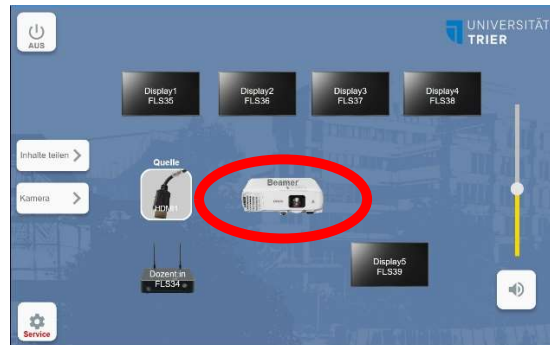 AUS
UNIVERSITÄT
TRIER
Display1
FLS35
Display2
FLS36
Display3
FLS37
Display4
FLS38
Inhalte teilen
Quelle
HDMI1
Beamer
Kamera
Dozent:in
FLS34
Display5
FLS39
Service